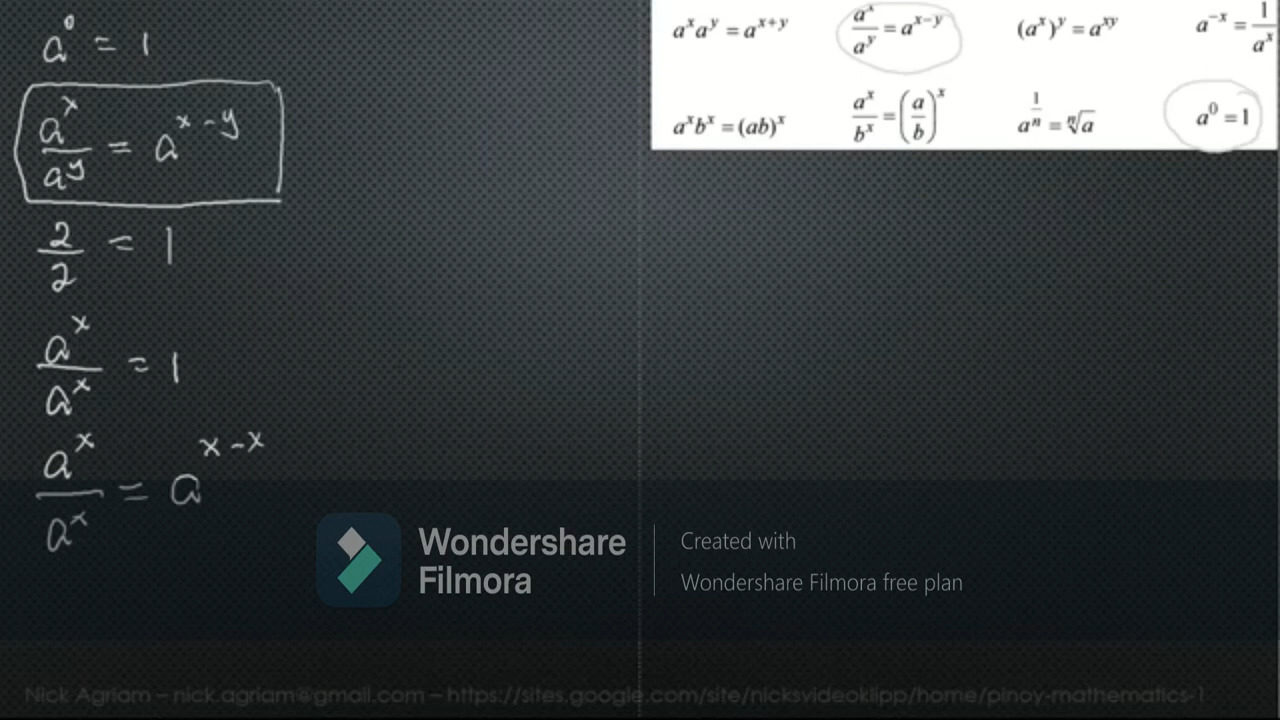 a^0 = 1
a^x / a^y = a^(x-y)
2/2 = 1
a^x / a^x = 1
a^x / a^x = a^(x-x)
a^x a^y = a^(x+y)    a^x / a^y = a^(x-y)    (a^x)^y = a^(xy)    a^(-x) = 1 / a^x
a^x b^x = (ab)^x    a^x / b^x = (a/b)^x    a^(1/n) = ⁿ√a    a^0 = 1
Wondershare
Filmora
Created with
Wondershare Filmora free plan
Nick Agriam – nick.agriam@gmail.com – https://sites.google.com/site/nicksvideoklipp/home/pinoy-mathematics-1